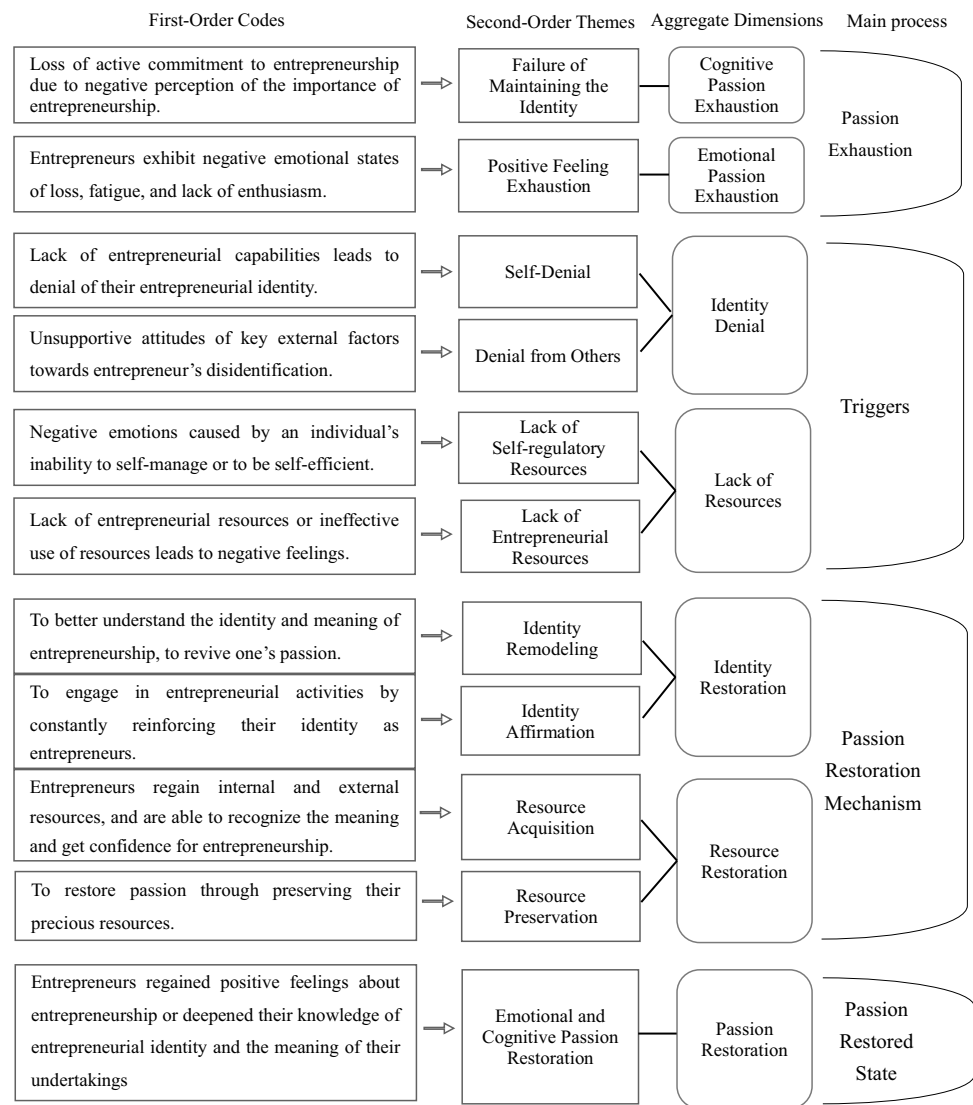 First-Order Codes
Second-Order Themes
Aggregate Dimensions
Main process
Loss of active commitment to entrepreneurship
due to negative perception of the importance of
entrepreneurship.
Failure of
Maintaining the
Identity
Cognitive
Passion
Exhaustion
Entrepreneurs exhibit negative emotional states
of loss, fatigue, and lack of enthusiasm.
Positive Feeling
Exhaustion
Emotional
Passion
Exhaustion
Passion
Exhaustion
Lack of entrepreneurial capabilities leads to
denial of their entrepreneurial identity.
Self-Denial
Unsupportive attitudes of key external factors
towards entrepreneur’s disidentification.
Denial from Others
Identity
Denial
Negative emotions caused by an individual’s
inability to self-manage or to be self-efficient.
Lack of
Self-regulatory
Resources
Lack of entrepreneurial resources or ineffective
use of resources leads to negative feelings.
Lack of
Entrepreneurial
Resources
Lack of
Resources
Triggers
To better understand the identity and meaning of
entrepreneurship, to revive one’s passion.
Identity
Remodeling
To engage in entrepreneurial activities by
constantly reinforcing their identity as
entrepreneurs.
Identity
Affirmation
Identity
Restoration
Entrepreneurs regain internal and external
resources, and are able to recognize the meaning
and get confidence for entrepreneurship.
Resource
Acquisition
To restore passion through preserving their
precious resources.
Resource
Preservation
Resource
Restoration
Passion
Restoration
Mechanism
Entrepreneurs regained positive feelings about
entrepreneurship or deepened their knowledge of
entrepreneurial identity and the meaning of their
undertakings
Emotional and
Cognitive Passion
Restoration
Passion
Restoration
Passion
Restored
State